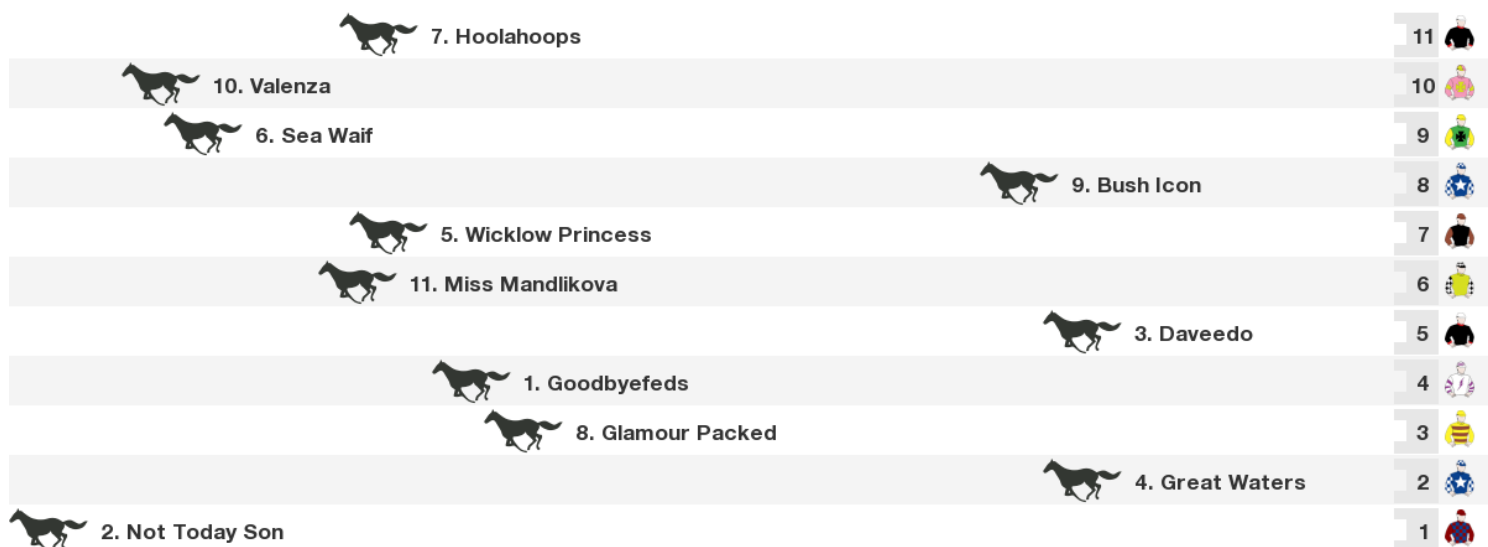 7. Hoolahoops 11
10. Valenza 10
6. Sea Waif 9
9. Bush Icon 8
5. Wicklow Princess 7
11. Miss Mandlikova 6
3. Daveedo 5
1. Goodbyefeds 4
8. Glamour Packed 3
4. Great Waters 2
2. Not Today Son 1